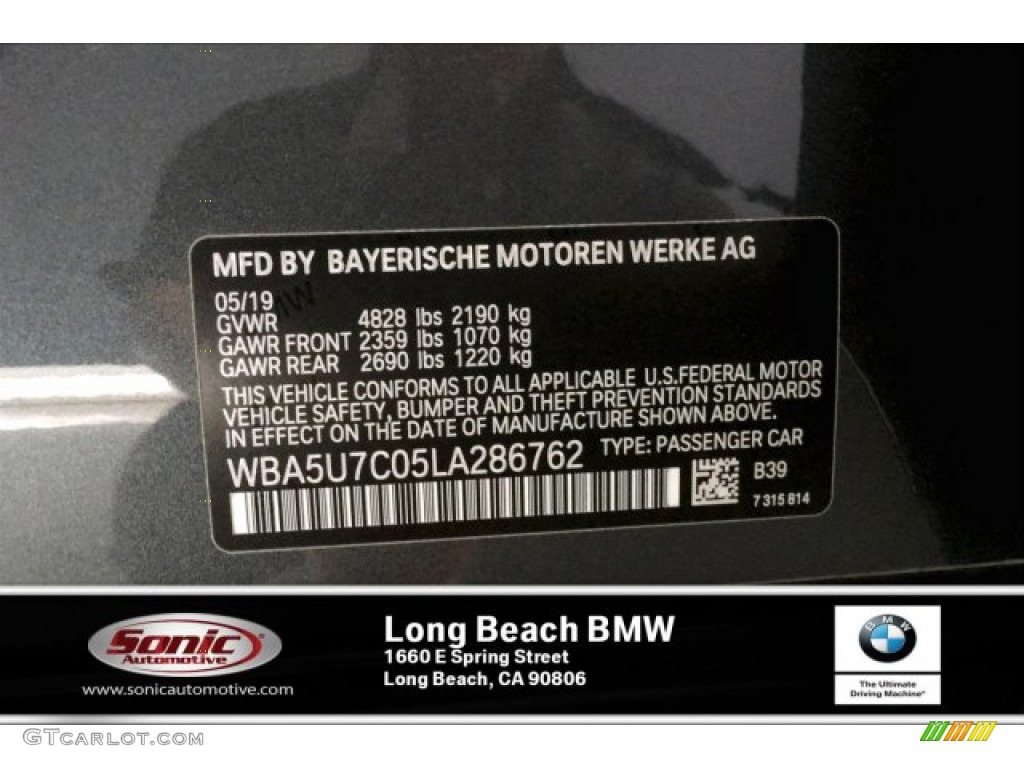 MFD BY BAYERISCHE MOTOREN WERKE AG
05/19
GVWR 4828 lbs 2190 kg
GAWR FRONT 2359 lbs 1070 kg
GAWR REAR 2690 lbs 1220 kg
THIS VEHICLE CONFORMS TO ALL APPLICABLE U.S.FEDERAL MOTOR
VEHICLE SAFETY, BUMPER AND THEFT PREVENTION STANDARDS
IN EFFECT ON THE DATE OF MANUFACTURE SHOWN ABOVE.
WBA5U7C05LA286762 TYPE: PASSENGER CAR
B39
7 315 814
Sonic
Automotive
www.sonicautomotive.com
Long Beach BMW
1660 E Spring Street
Long Beach, CA 90806
BMW
The Ultimate
Driving Machine®
GTcarlot.com